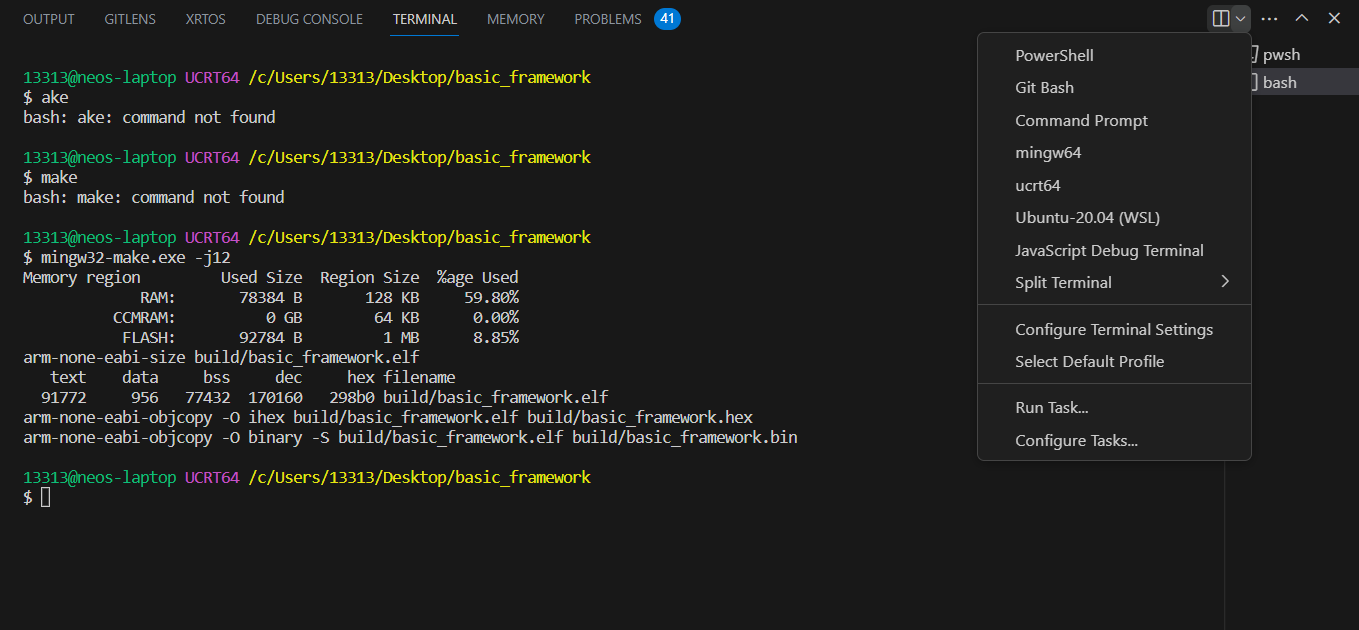 OUTPUT GITLENS XRTOS DEBUG CONSOLE TERMINAL MEMORY PROBLEMS 41
13313@neos-laptop UCRT64 /c/Users/13313/Desktop/basic_framework
$ ake
bash: ake: command not found
13313@neos-laptop UCRT64 /c/Users/13313/Desktop/basic_framework
$ make
bash: make: command not found
13313@neos-laptop UCRT64 /c/Users/13313/Desktop/basic_framework
$ mingw32-make.exe -j12
Memory region         Used Size  Region Size  %age Used
             RAM:       78384 B       128 KB     59.80%
          CCMRAM:          0 GB        64 KB      0.00%
           FLASH:       92784 B         1 MB      8.85%
arm-none-eabi-size build/basic_framework.elf
   text    data     bss     dec     hex filename
  91772     956   77432  170160   298b0 build/basic_framework.elf
arm-none-eabi-objcopy -O ihex build/basic_framework.elf build/basic_framework.hex
arm-none-eabi-objcopy -O binary -S build/basic_framework.elf build/basic_framework.bin
13313@neos-laptop UCRT64 /c/Users/13313/Desktop/basic_framework
$
PowerShell
Git Bash
Command Prompt
mingw64
ucrt64
Ubuntu-20.04 (WSL)
JavaScript Debug Terminal
Split Terminal
Configure Terminal Settings
Select Default Profile
Run Task...
Configure Tasks...
pwsh
bash